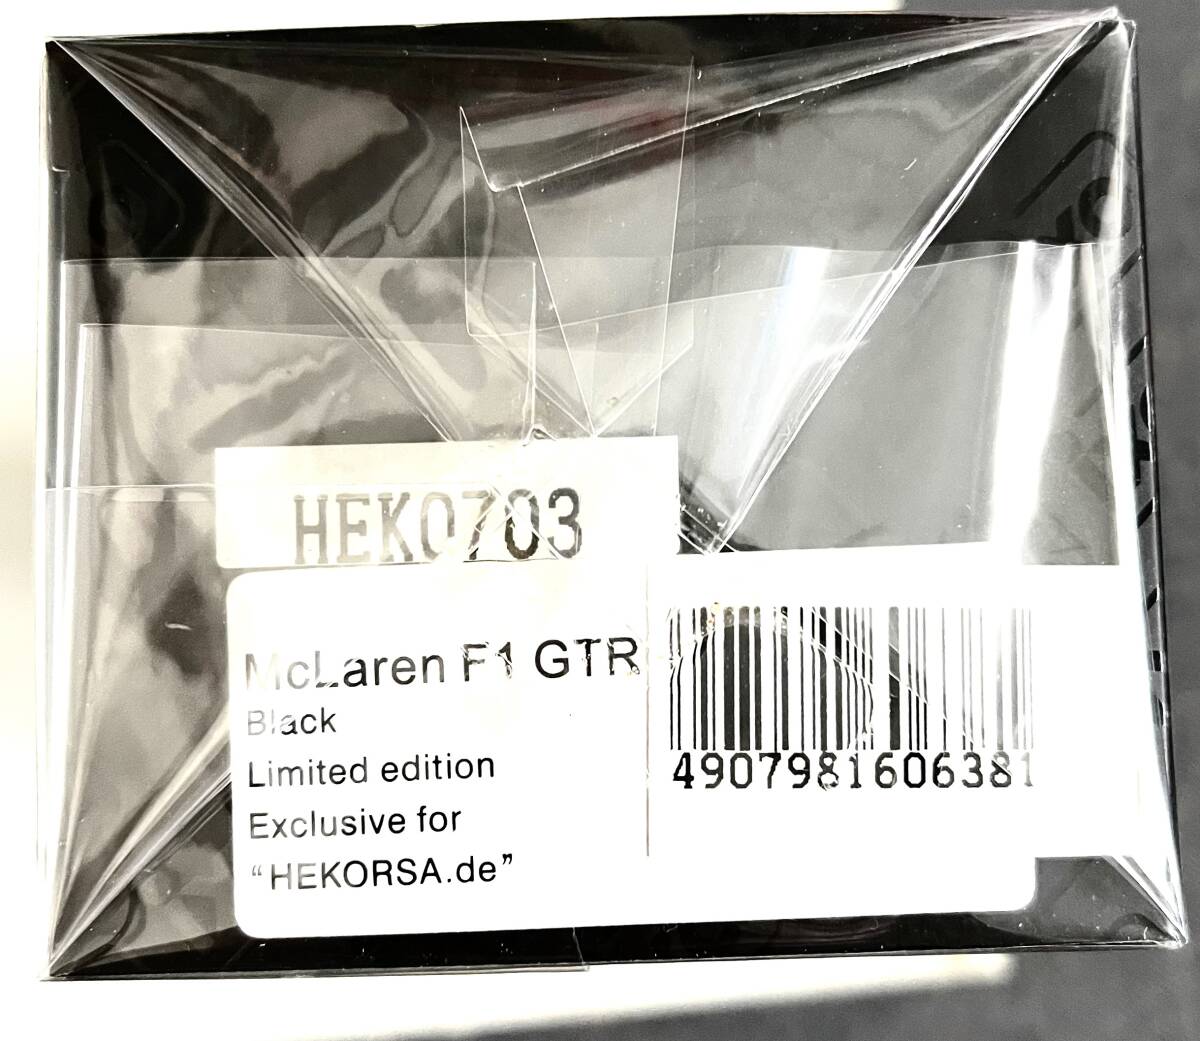 HEK0703
McLaren F1 GTR
Black
Limited edition
Exclusive for
“HEKORSA.de”
4907981606381